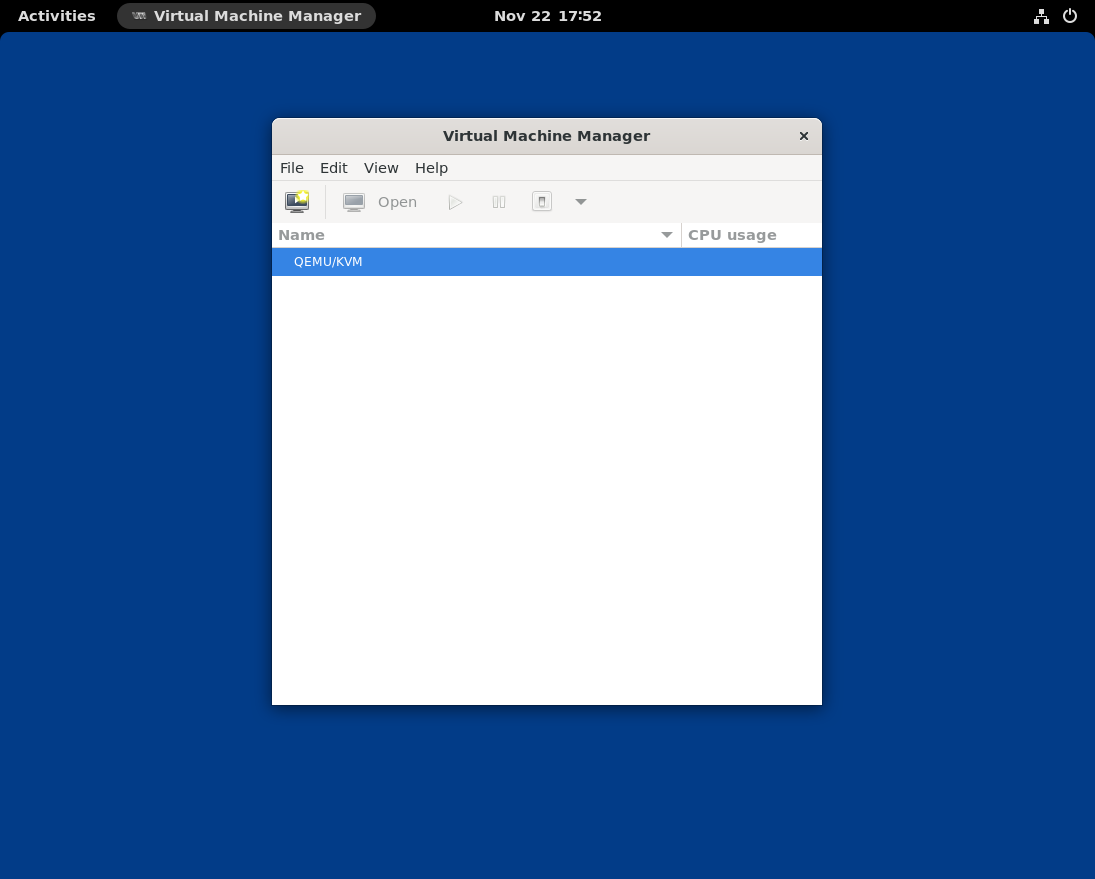 Activities Virtual Machine Manager Nov 22 17:52
Virtual Machine Manager
File Edit View Help
Open
Name CPU usage
QEMU/KVM